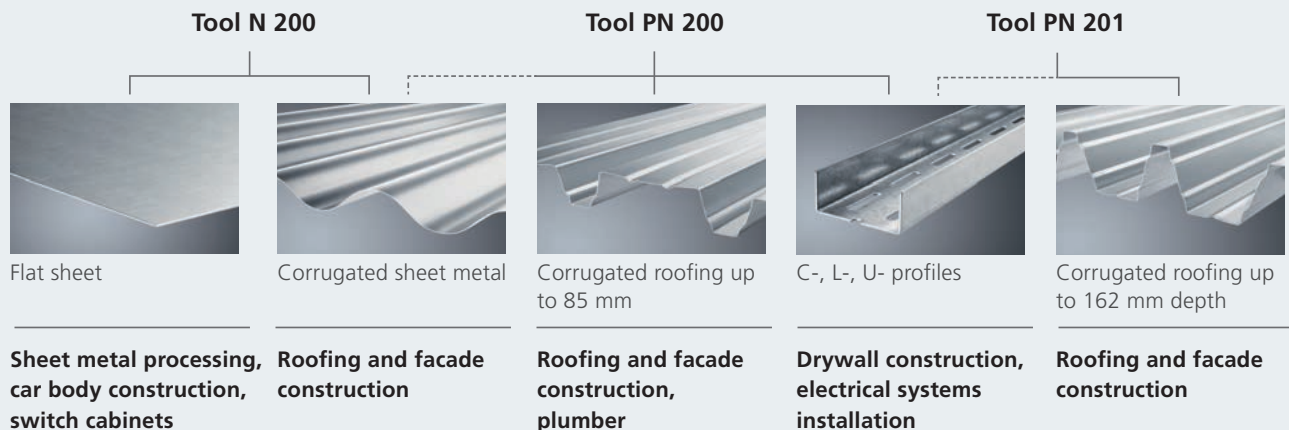 Tool N 200
Tool PN 200
Tool PN 201
Flat sheet
Corrugated sheet metal
Corrugated roofing up
to 85 mm
C-, L-, U- profiles
Corrugated roofing up
to 162 mm depth
Sheet metal processing,
car body construction,
switch cabinets
Roofing and facade
construction
Roofing and facade
construction,
plumber
Drywall construction,
electrical systems
installation
Roofing and facade
construction